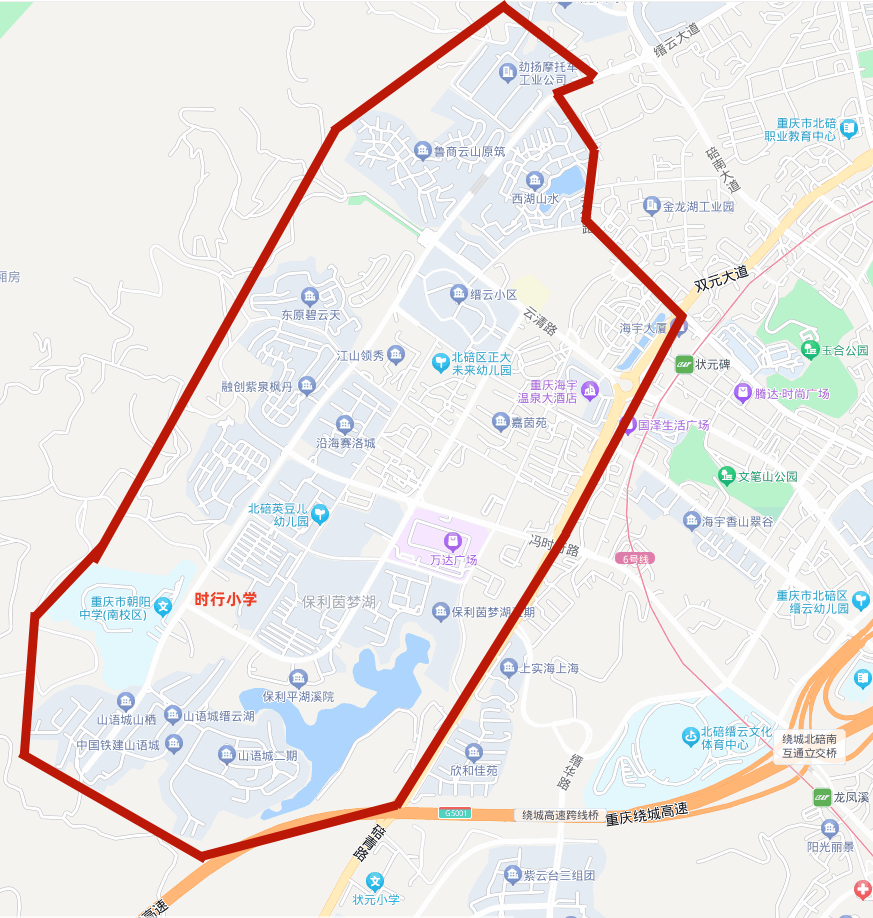 缙云大道
劲扬摩托车
工业公司
重庆市北碚
职业教育中心
鲁商云山原筑
碚南大道
西湖山水
金龙湖工业园
路
厢房
双元大道
缙云小区
东原碧云天
云清路
海宇大厦
江山领秀
北碚区正大
未来幼儿园
状元碑
玉合公园
融创紫泉枫丹
重庆海宇
温泉大酒店
腾达·时尚广场
嘉茵苑
国泽生活广场
沿海赛洛城
文笔山公园
北碚英豆儿
幼儿园
海宇香山翠谷
冯时行路
万达广场
6号线
重庆市朝阳
中学(南校区)
时行小学
保利茵梦湖
保利茵梦湖五期
重庆市北碚区
缙云幼儿园
上实海上海
保利平湖溪院
山语城山栖
山语城缙云湖
中国铁建山语城
山语城二期
北碚缙云文化
体育中心
绕城北碚南
互通立交桥
欣和佳苑
缙华路
龙凤溪
G5001
绕城高速跨线桥
重庆绕城高速
碚青路
阳光丽景
紫云台三组团
状元小学
高速